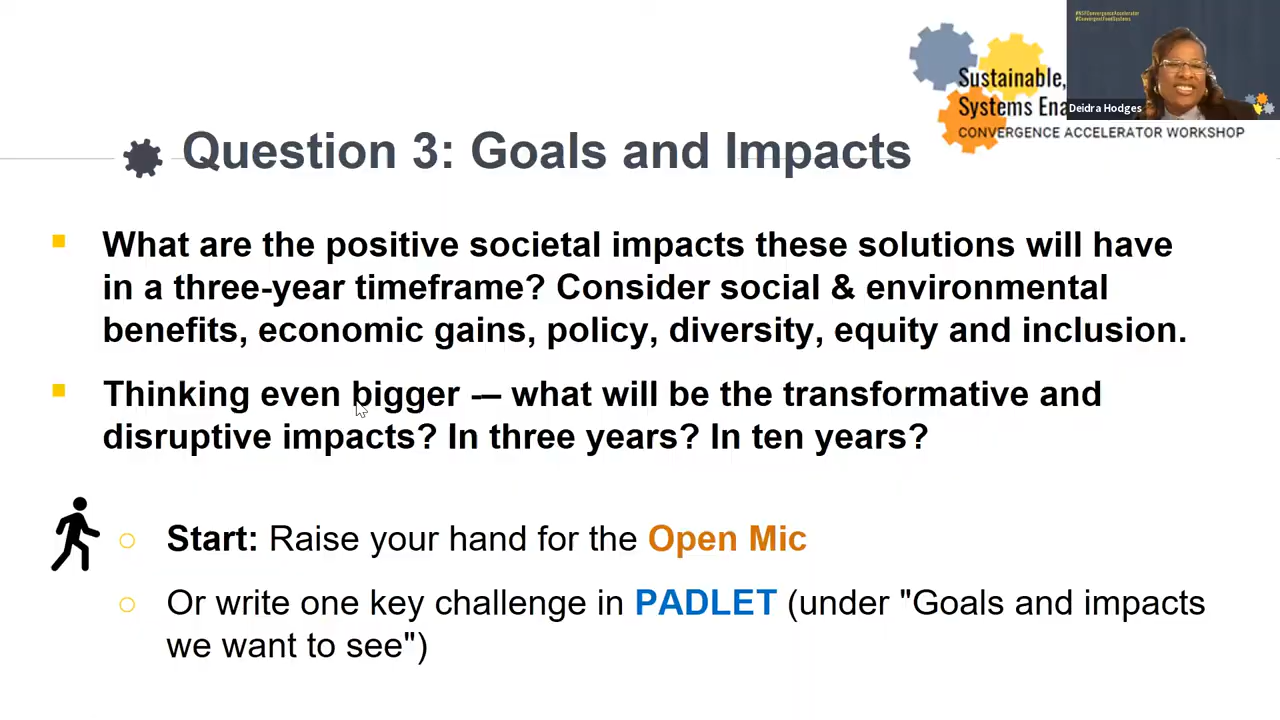 #NSFConvergenceAccelerator
#ConvergentFoodSystems
Sustainable,
Systems Ena
Deidra Hodges
CONVERGENCE ACCELERATOR WORKSHOP
Question 3: Goals and Impacts
What are the positive societal impacts these solutions will have
in a three-year timeframe? Consider social & environmental
benefits, economic gains, policy, diversity, equity and inclusion.
Thinking even bigger -– what will be the transformative and
disruptive impacts? In three years? In ten years?
Start: Raise your hand for the Open Mic
Or write one key challenge in PADLET (under "Goals and impacts
we want to see")